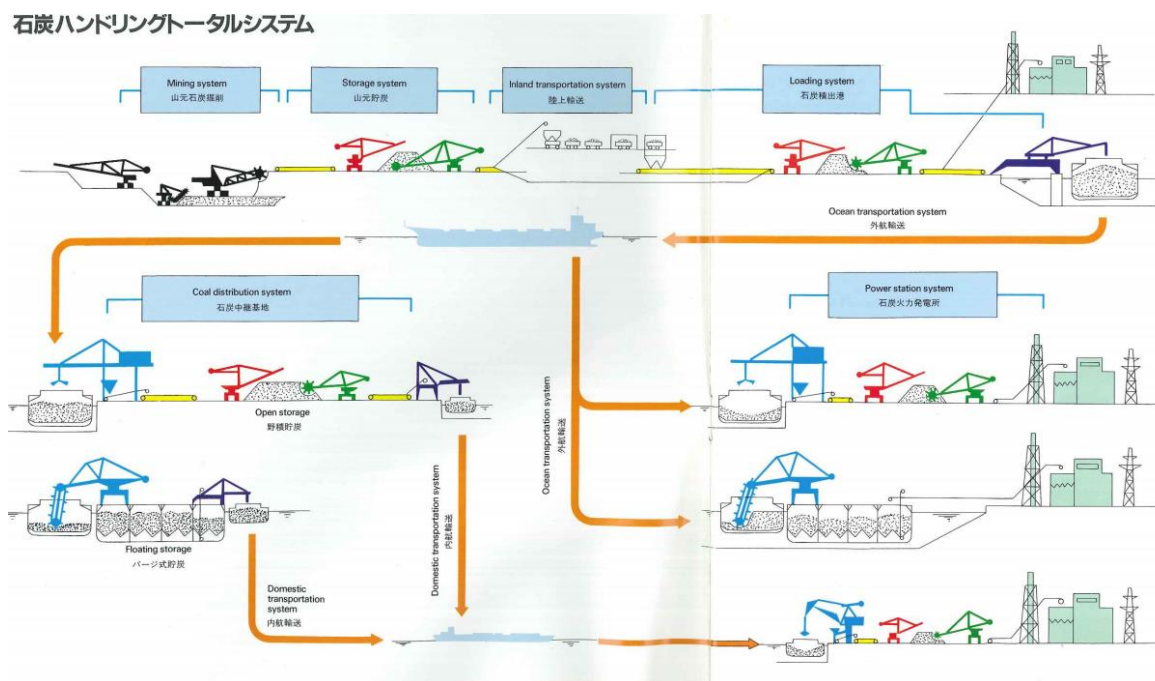 石炭ハンドリングトータルシステム
Mining system
山元石炭掘削
Storage system
山元貯炭
Inland transportation system
陸上輸送
Loading system
石炭積出港
Ocean transportation system
外航輸送
Coal distribution system
石炭中継基地
Power station system
石炭火力発電所
Open storage
野積貯炭
Ocean transportation system
外航輸送
Domestic transportation system
内航輸送
Floating storage
バージ式貯炭
Domestic
transportation
system
内航輸送